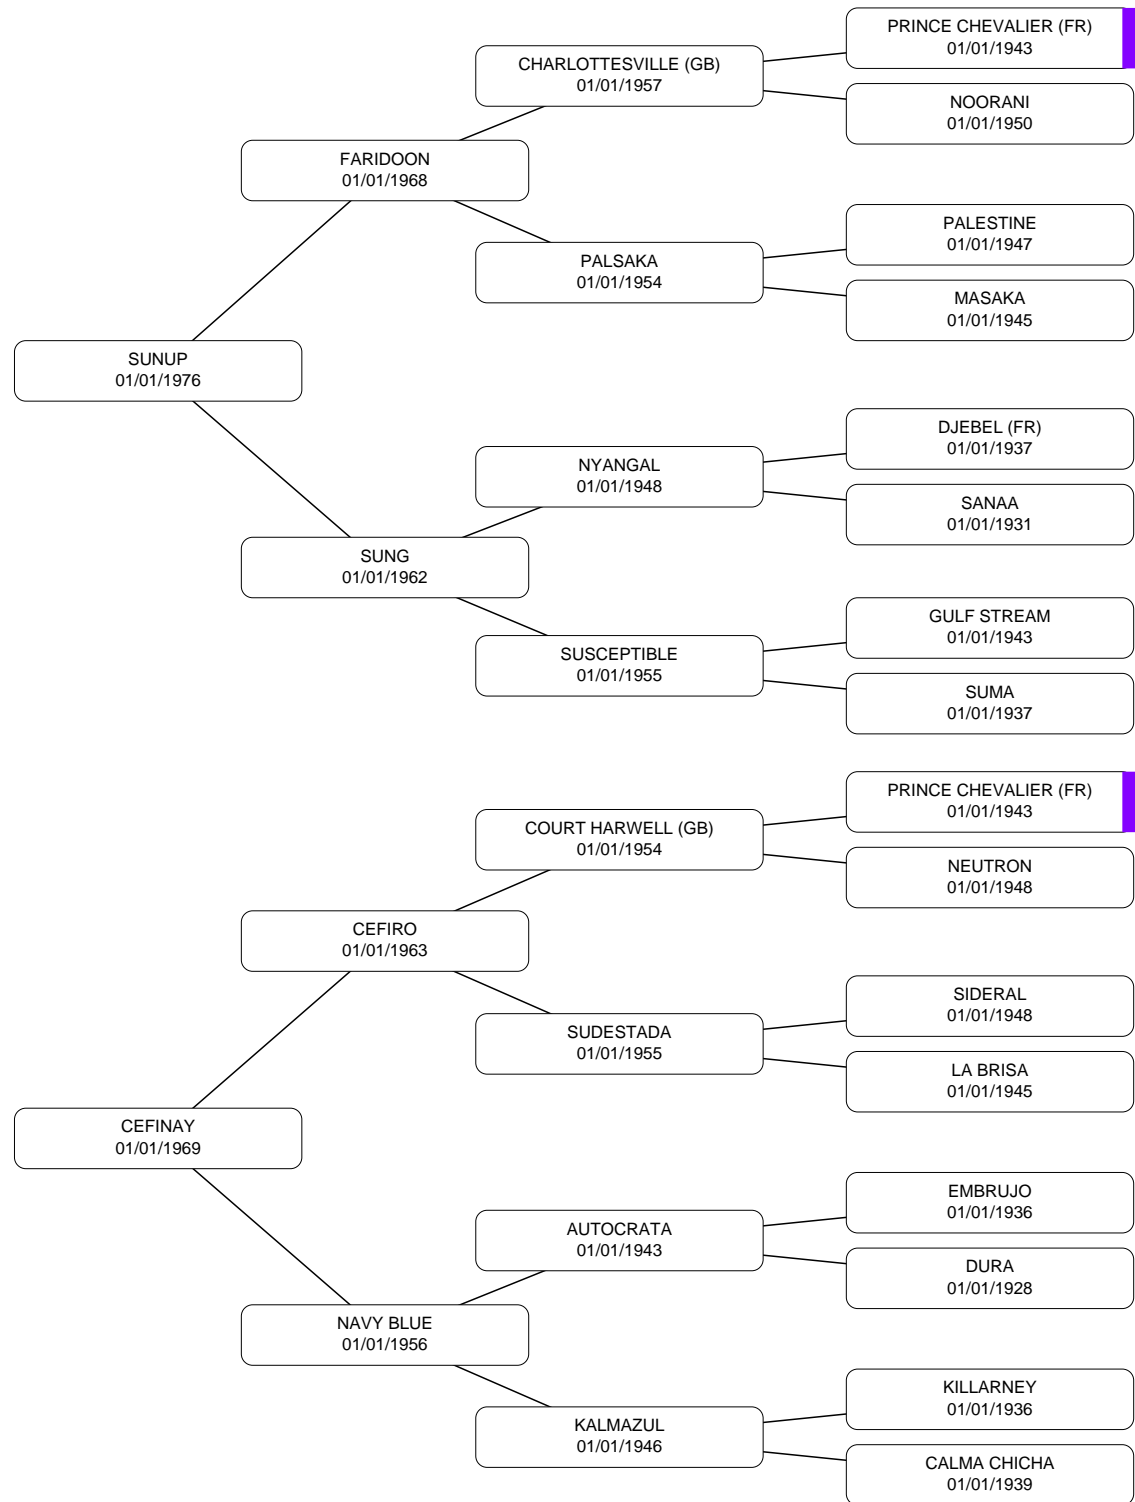 PRINCE CHEVALIER (FR)
01/01/1943
CHARLOTTESVILLE (GB)
01/01/1957
NOORANI
01/01/1950
FARIDOON
01/01/1968
PALESTINE
01/01/1947
PALSAKA
01/01/1954
MASAKA
01/01/1945
SUNUP
01/01/1976
DJEBEL (FR)
01/01/1937
NYANGAL
01/01/1948
SANAA
01/01/1931
SUNG
01/01/1962
GULF STREAM
01/01/1943
SUSCEPTIBLE
01/01/1955
SUMA
01/01/1937
PRINCE CHEVALIER (FR)
01/01/1943
COURT HARWELL (GB)
01/01/1954
NEUTRON
01/01/1948
CEFIRO
01/01/1963
SIDERAL
01/01/1948
SUDESTADA
01/01/1955
LA BRISA
01/01/1945
CEFINAY
01/01/1969
EMBRUJO
01/01/1936
AUTOCRATA
01/01/1943
DURA
01/01/1928
NAVY BLUE
01/01/1956
KILLARNEY
01/01/1936
KALMAZUL
01/01/1946
CALMA CHICHA
01/01/1939